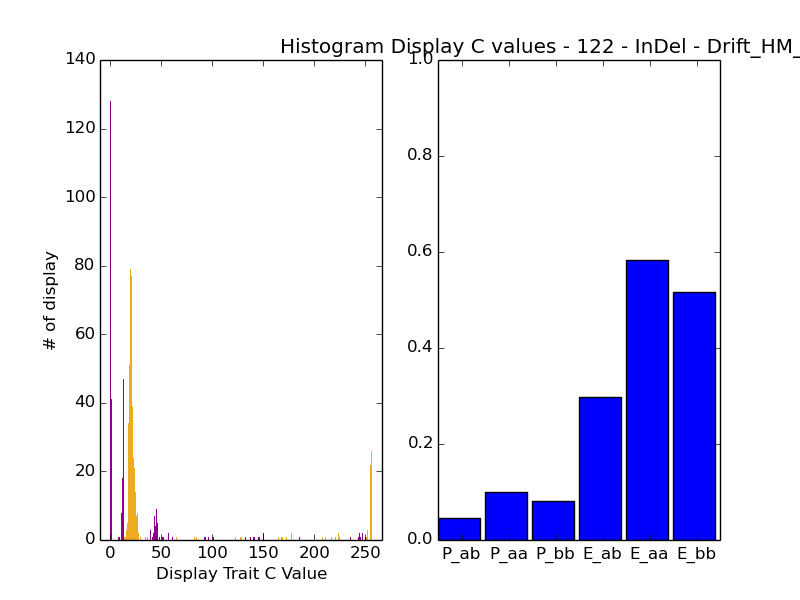 Histogram Display C values - 122 - InDel - Drift_HM_
140
120
100
80
60
40
20
0
# of display
0 50 100 150 200 250
Display Trait C Value
1.0
0.8
0.6
0.4
0.2
0.0
P_ab P_aa P_bb E_ab E_aa E_bb